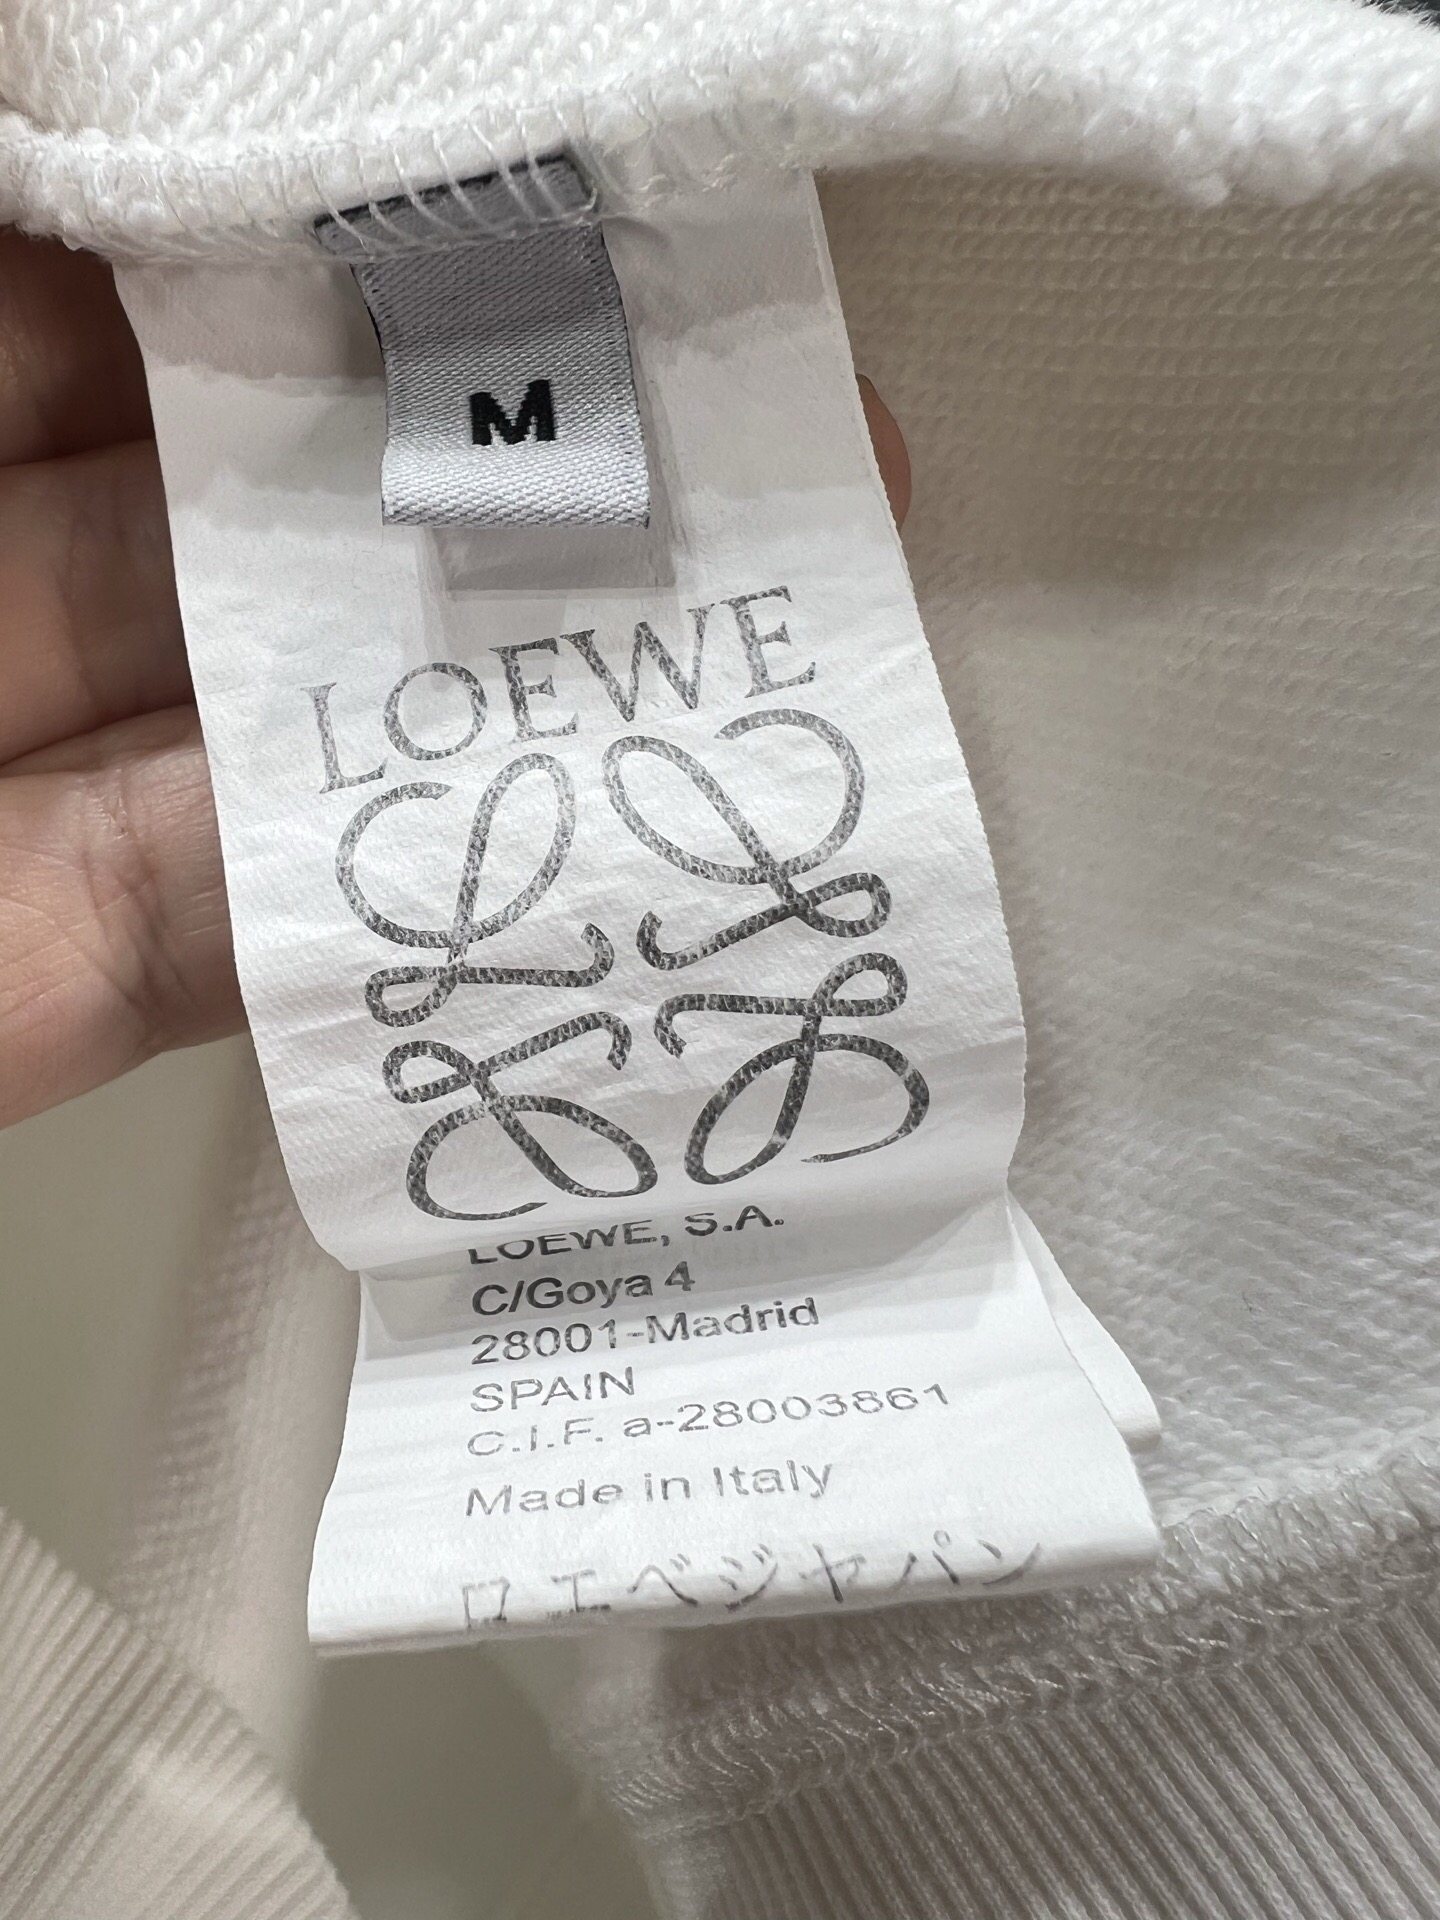 M
LOEWE
LOEWE, S.A.
C/Goya 4
28001-Madrid
SPAIN
C.I.F. a-28003861
Made in Italy
ロエベジャパン